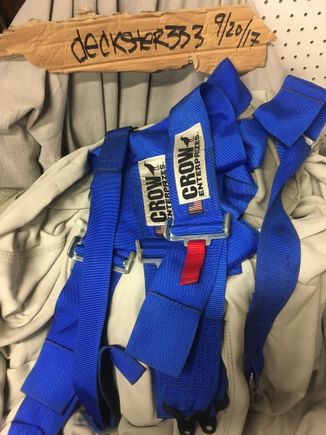 deckster333 9/20/17
CROW
ENTERPRIZES
CROW
ENTERPRIZES